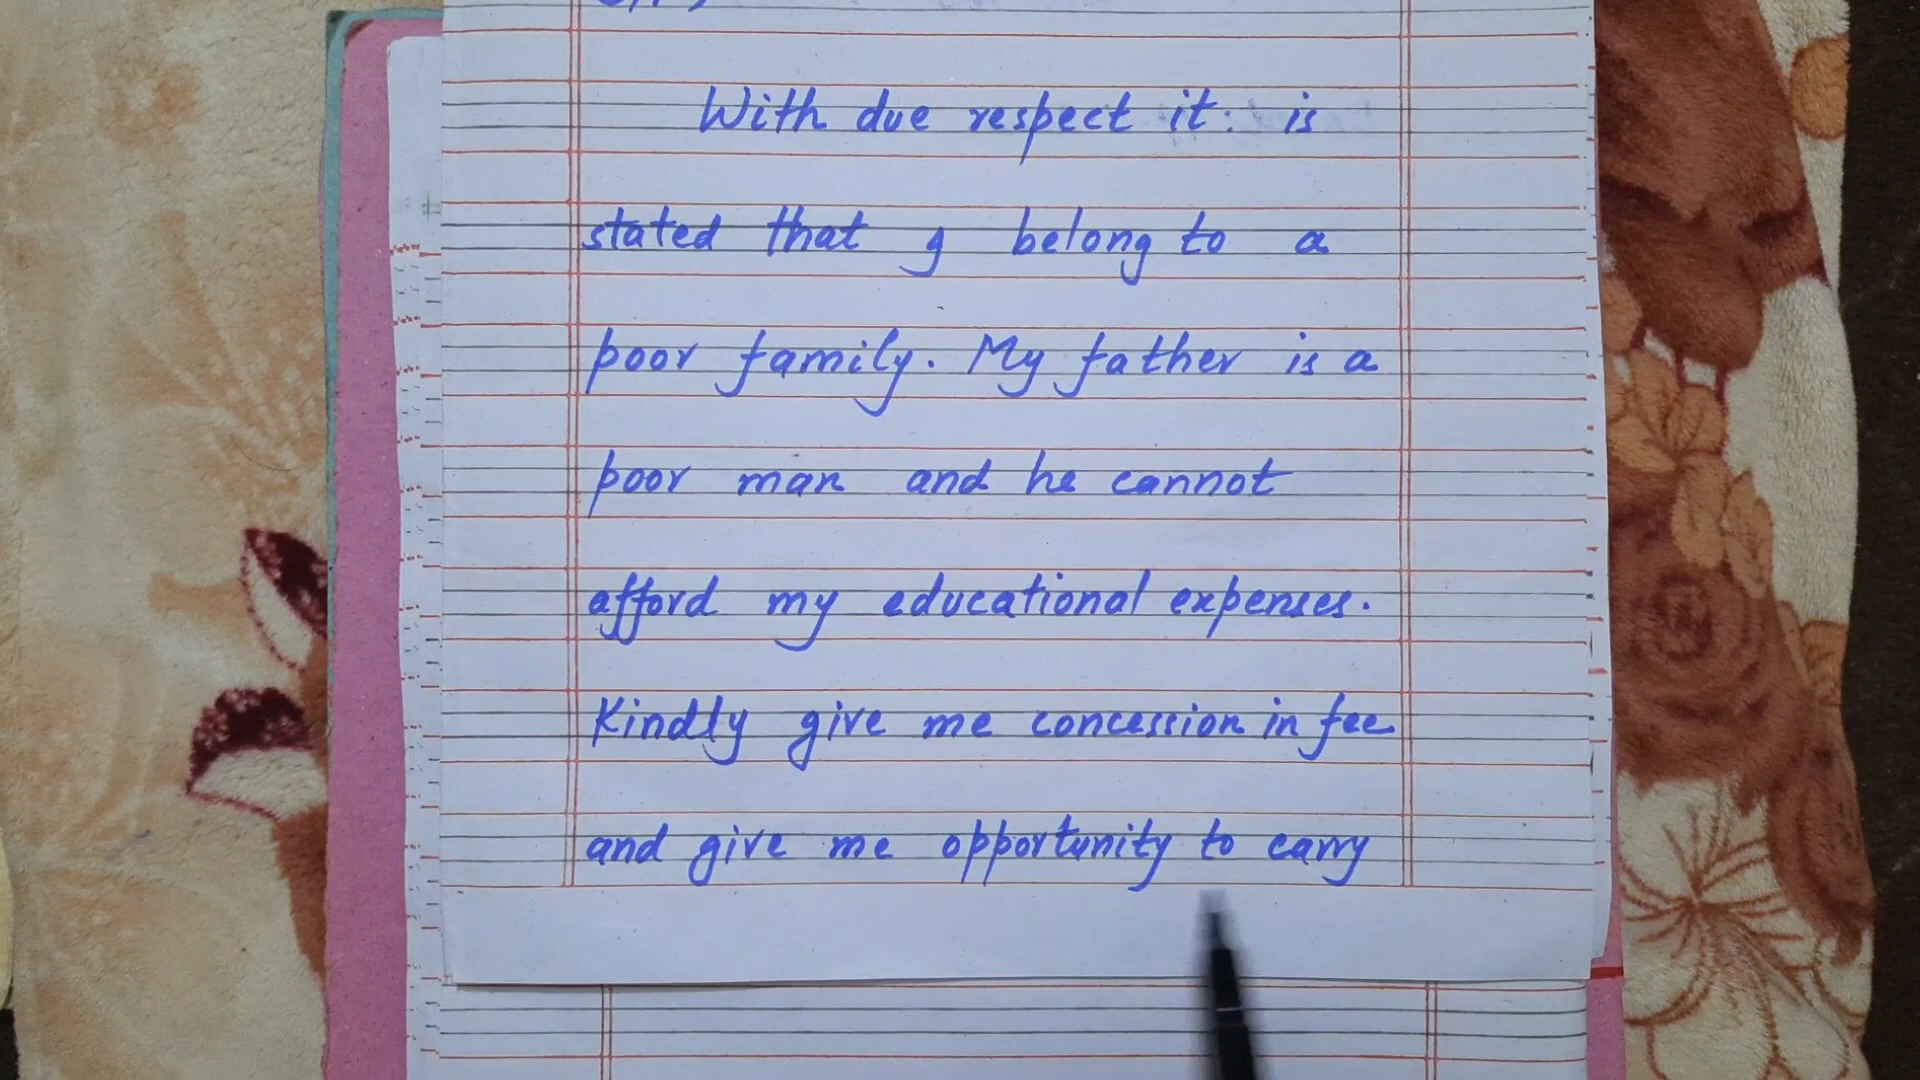 With due respect it: is
stated that I belong to a
poor family. My father is a
poor man and he cannot
afford my educational expenses.
Kindly give me concession in fee
and give me opportunity to carry